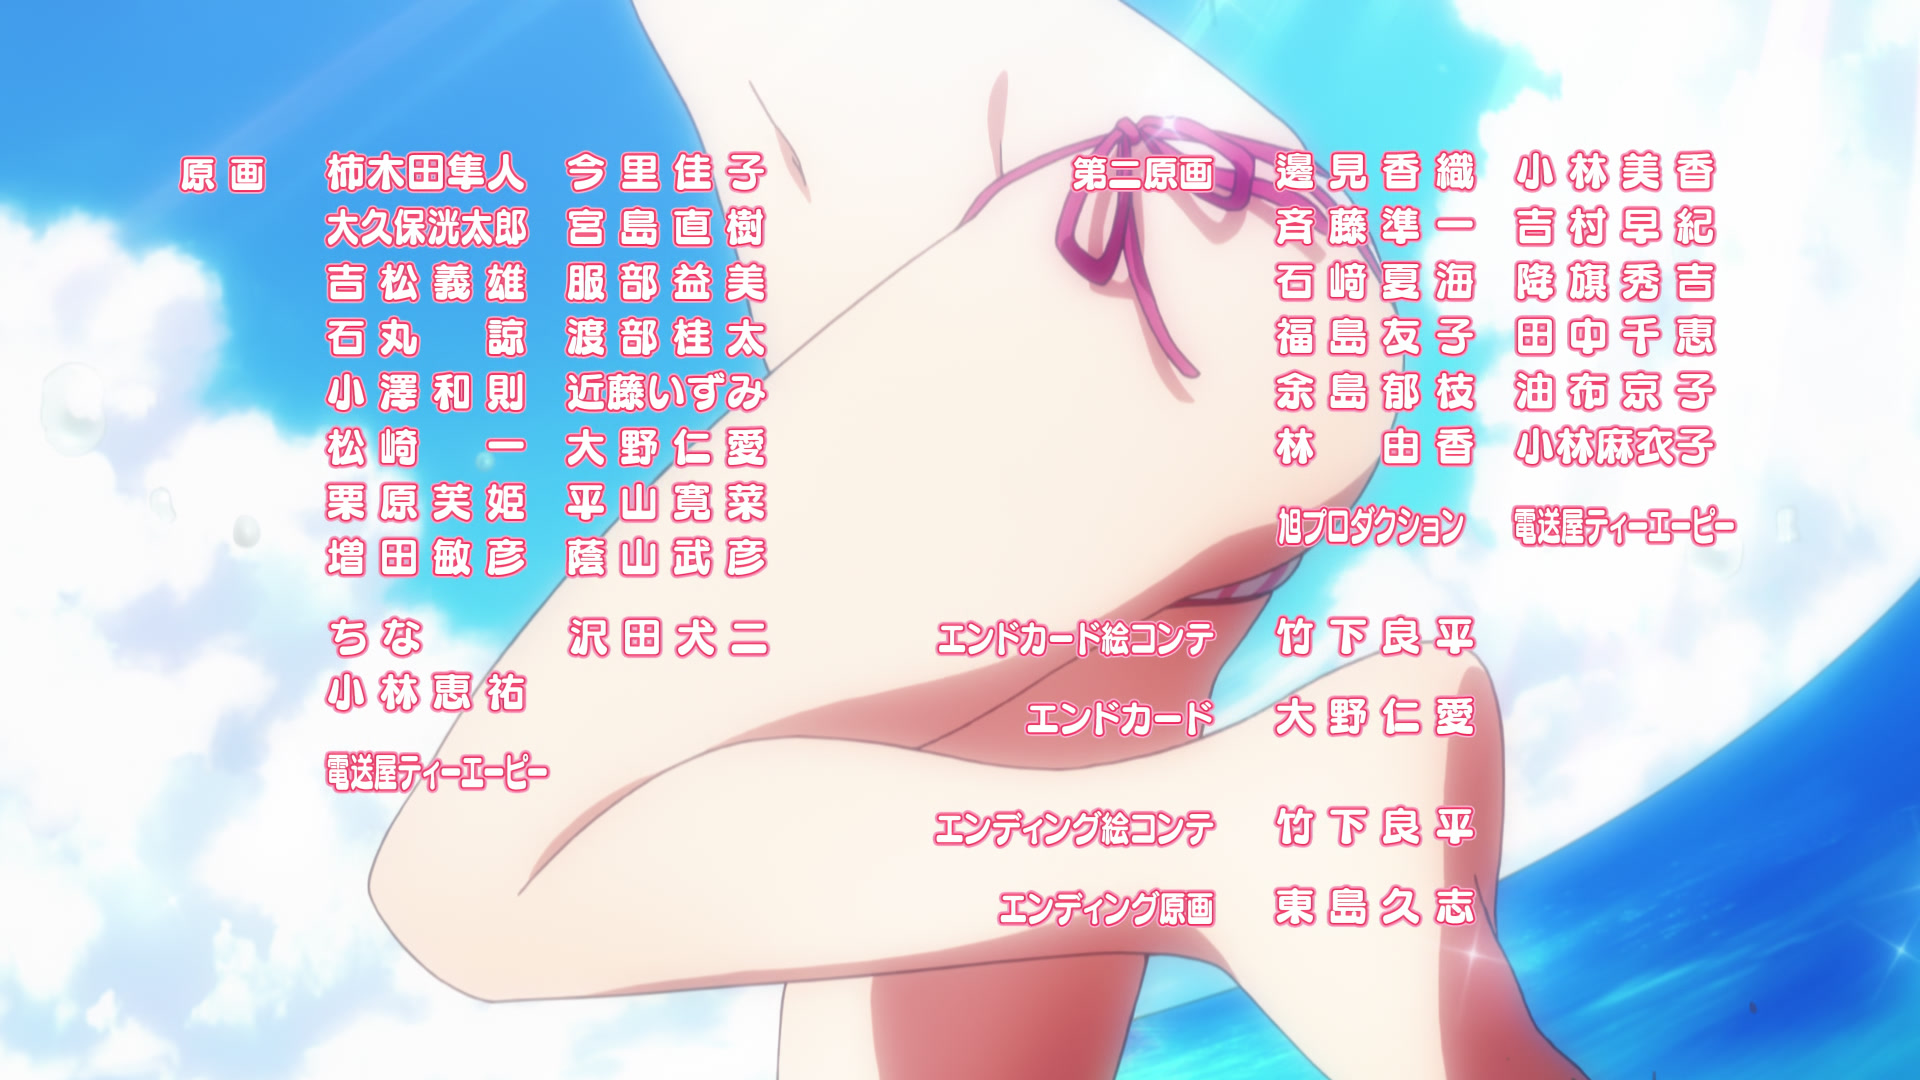 原画 柿木田隼人 今里佳子
大久保洸太郎 宮島直樹
吉松義雄 服部益美
石丸諒 渡部桂太
小澤和則 近藤いずみ
松崎一 大野仁愛
栗原芙姫 平山寛菜
増田敏彦 蔭山武彦
ちな 沢田犬二
小林恵祐
電送屋ティーエーピー
第二原画 邊見香織 小林美香
斉藤準一 吉村早紀
石﨑夏海 降旗秀吉
福島友子 田中千恵
余島郁枝 油布京子
林由香 小林麻衣子
旭プロダクション 電送屋ティーエーピー
エンドカード絵コンテ 竹下良平
エンドカード 大野仁愛
エンディング絵コンテ 竹下良平
エンディング原画 東島久志